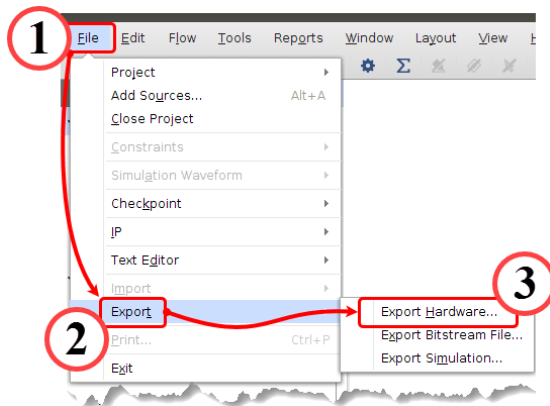 1
File Edit Flow Tools Reports Window Layout View
Σ
Project
Add Sources... Alt+A
Close Project
Constraints
Simulation Waveform
Checkpoint
IP
Text Editor
Import
3
Export Export Hardware...
2
Print... Ctrl+P Export Bitstream File...
Export Simulation...
Exit